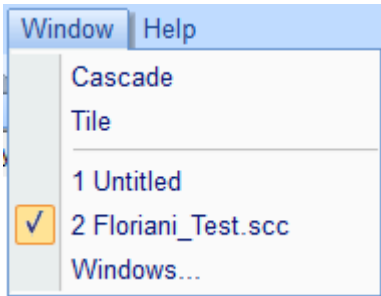 Window Help
Cascade
Tile
1 Untitled
2 Floriani_Test.scc
Windows...